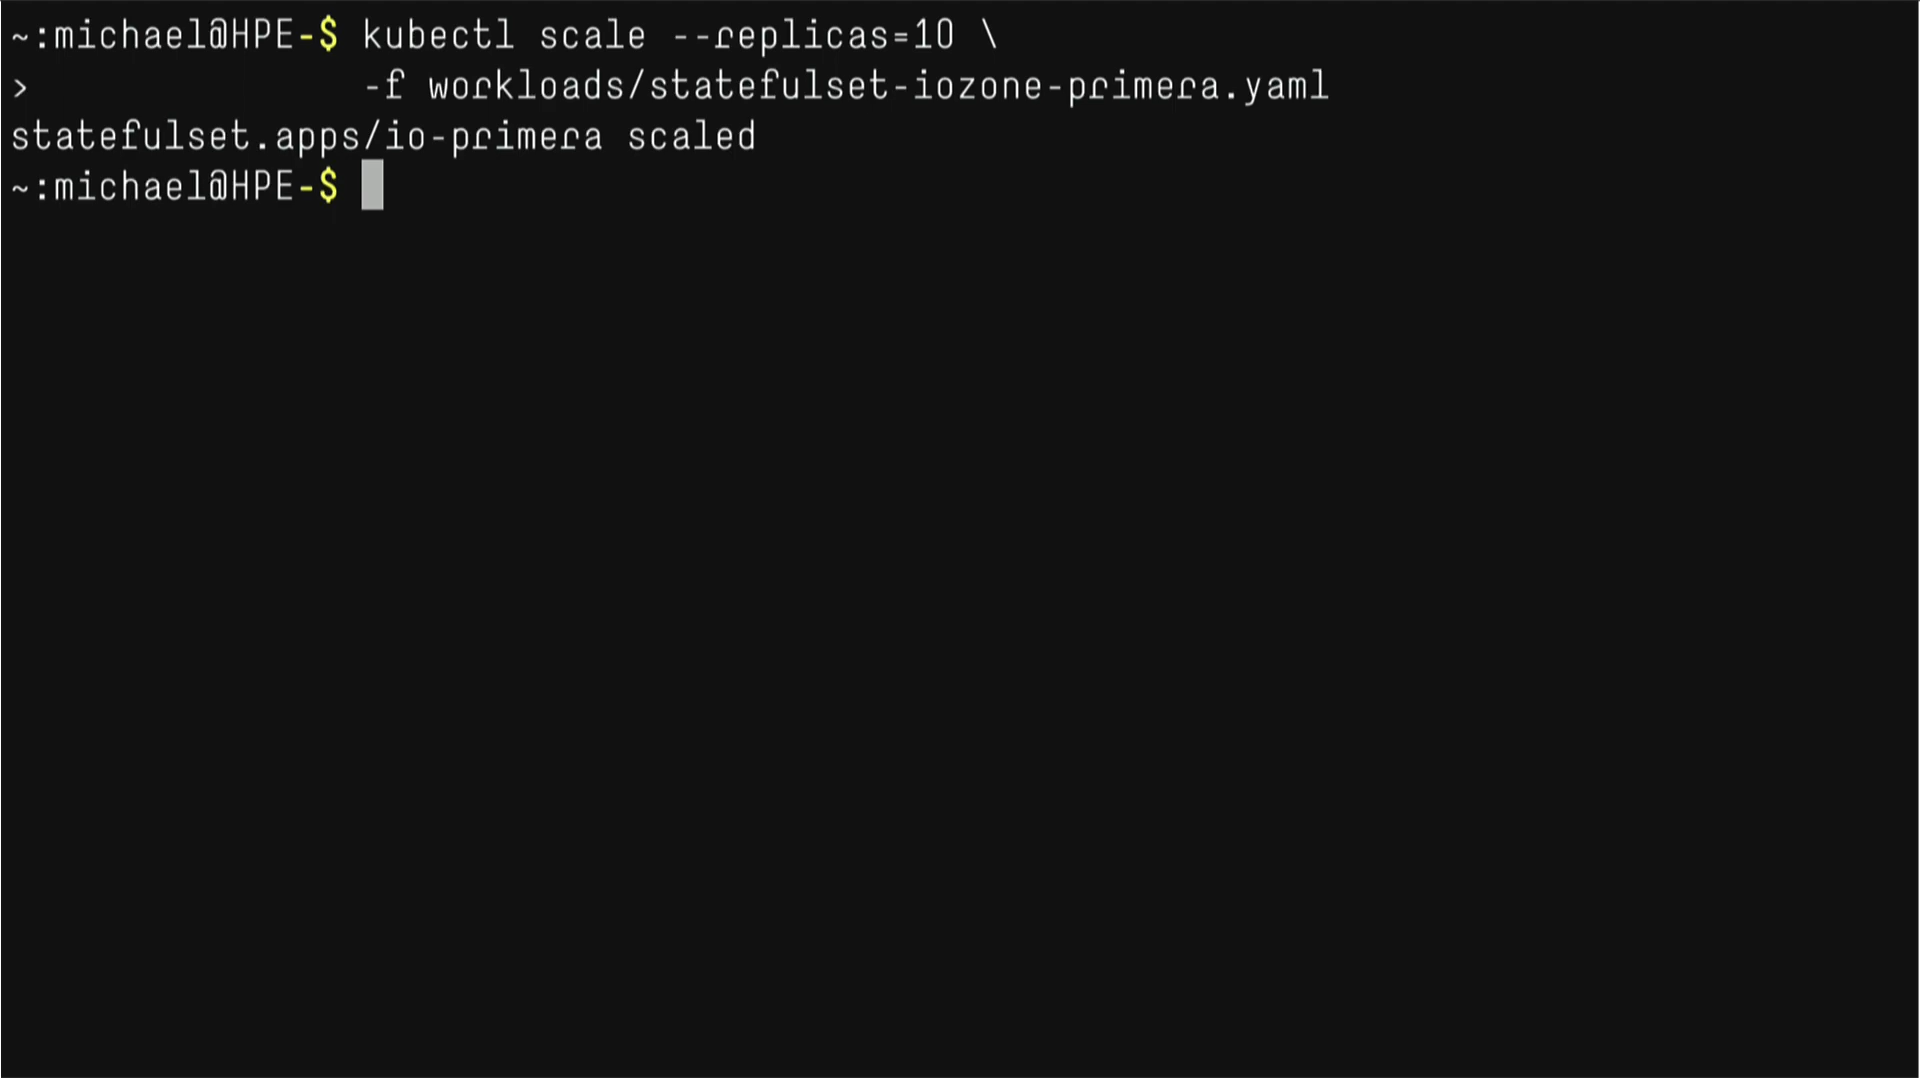 ~:michael@HPE-$ kubectl scale --replicas=10 \
>               -f workloads/statefulset-iozone-primera.yaml
statefulset.apps/io-primera scaled
~:michael@HPE-$